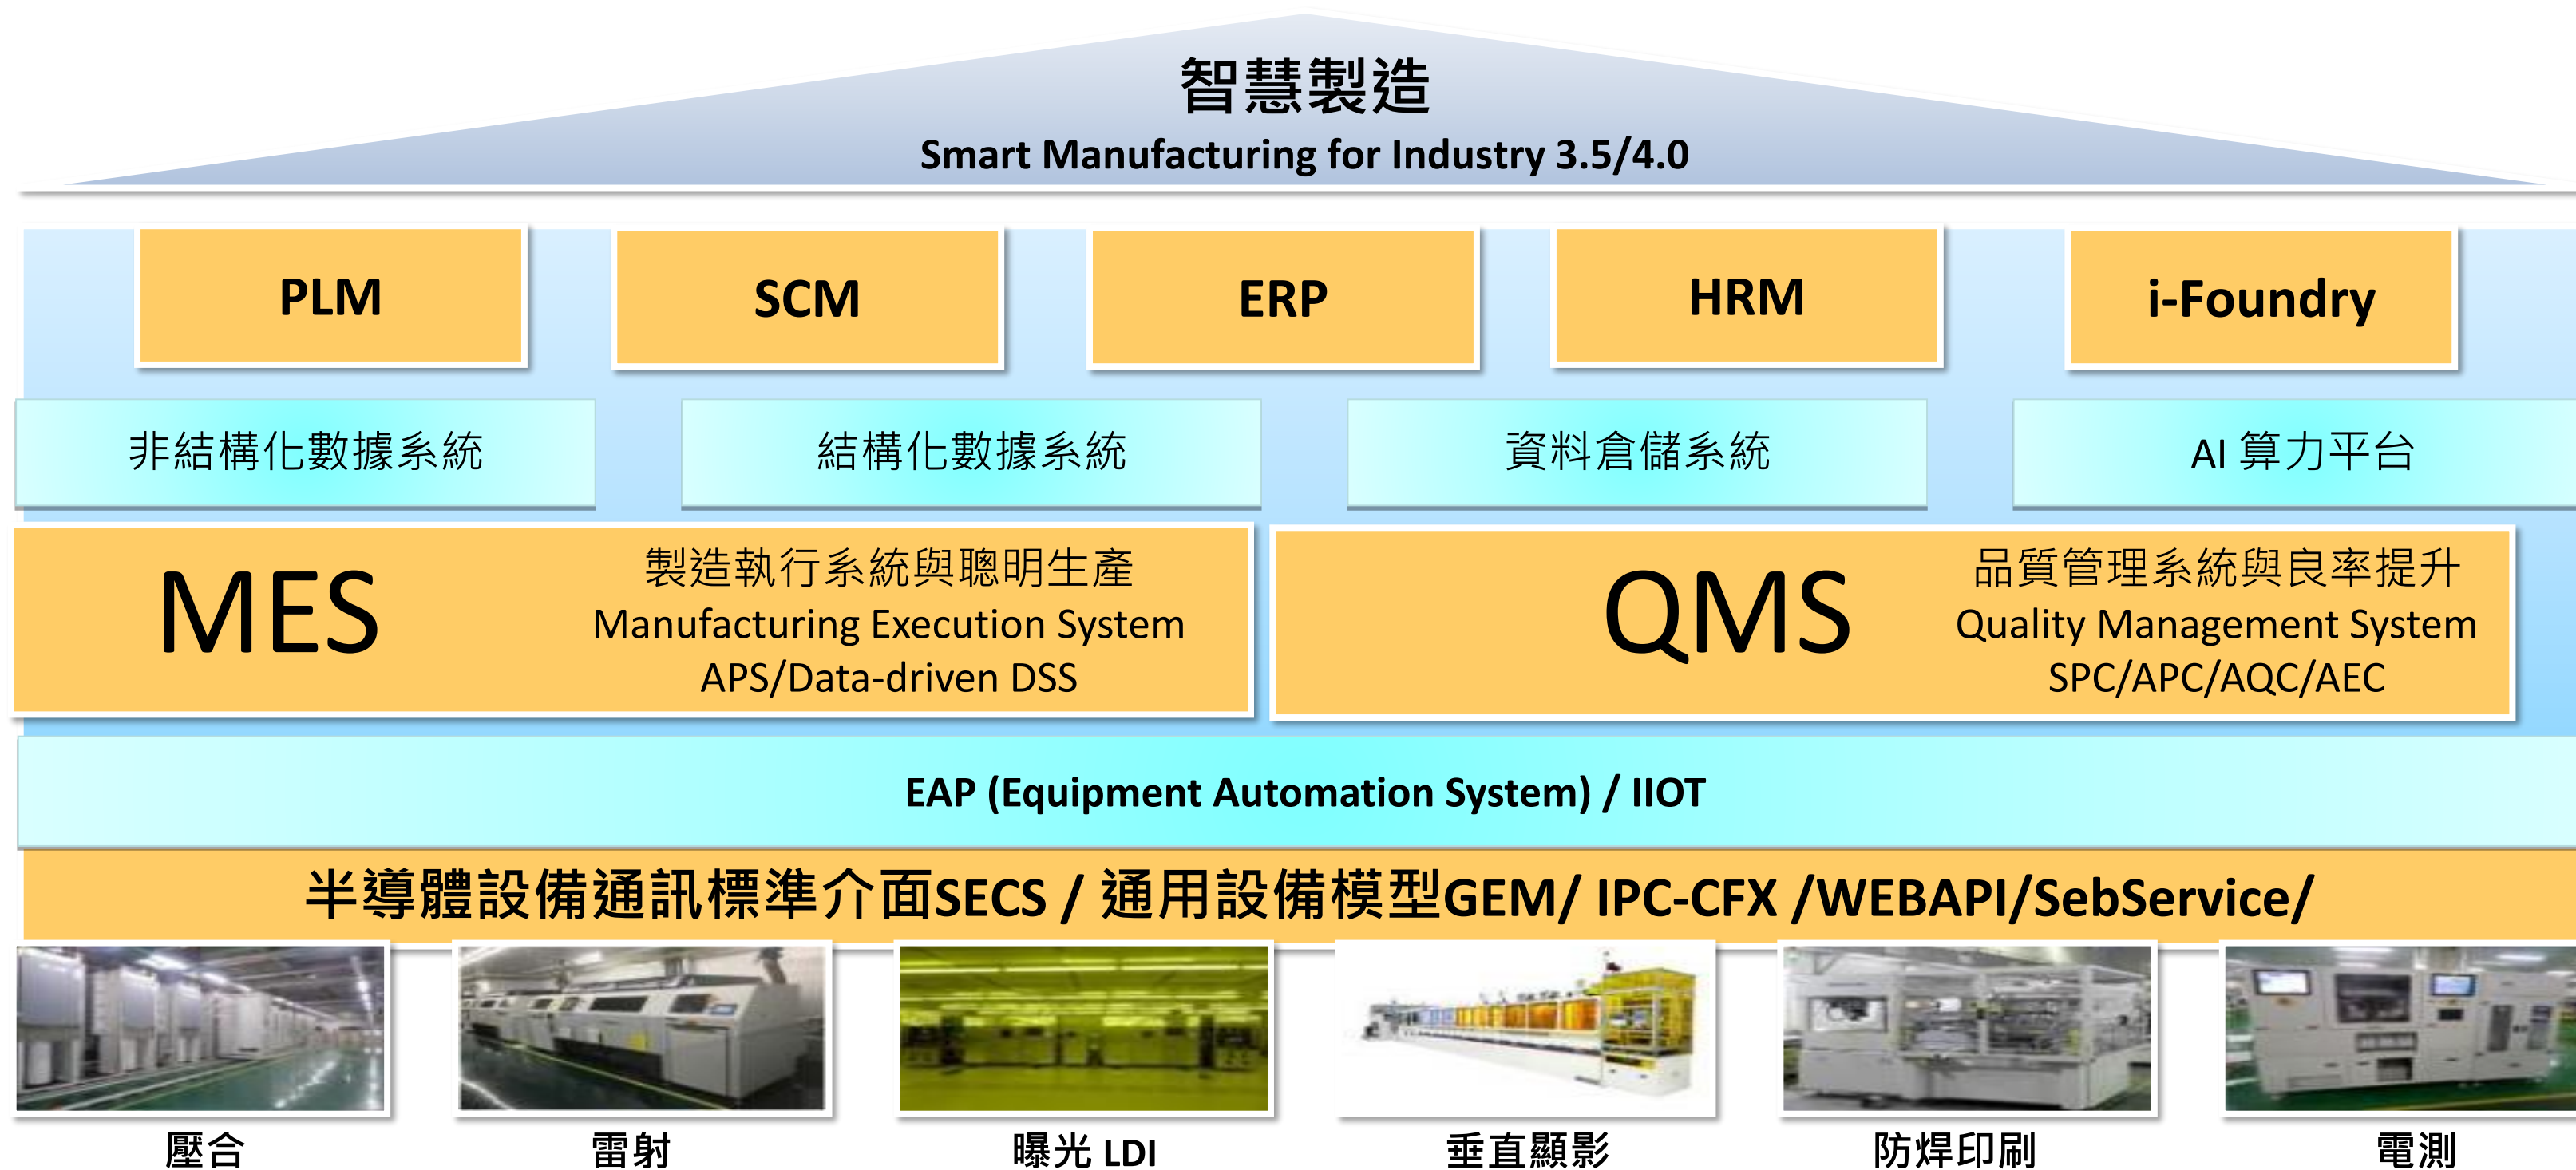 智慧製造
Smart Manufacturing for Industry 3.5/4.0
PLM
SCM
ERP
HRM
i-Foundry
非結構化數據系統
結構化數據系統
資料倉儲系統
AI 算力平台
MES
製造執行系統與聰明生產
Manufacturing Execution System
APS/Data-driven DSS
QMS
品質管理系統與良率提升
Quality Management System
SPC/APC/AQC/AEC
EAP (Equipment Automation System) / IIOT
半導體設備通訊標準介面SECS / 通用設備模型GEM/ IPC-CFX /WEBAPI/SebService/
壓合
雷射
曝光 LDI
垂直顯影
防焊印刷
電測